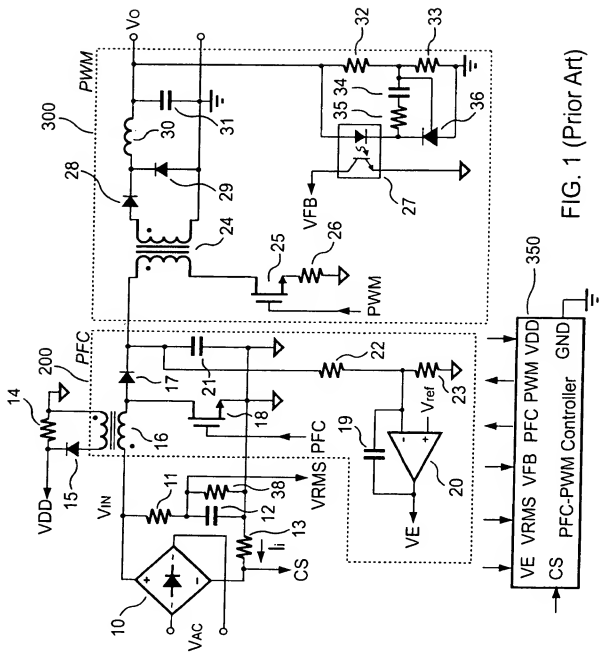 300
PWM
28
30
31
29
24
25
26
PWM
Vo
32
33
34
35
36
27
VFB
200
PFC
14
15
VDD
16
17
18
21
22
23
19
20
Vref
VE
PFC
VIN
11
38
12
13
Ii
CS
VRMS
10
VAC
350
VE VRMS VFB PFC PWM VDD
CS PFC-PWM Controller GND
FIG. 1 (Prior Art)
+
-
-
+